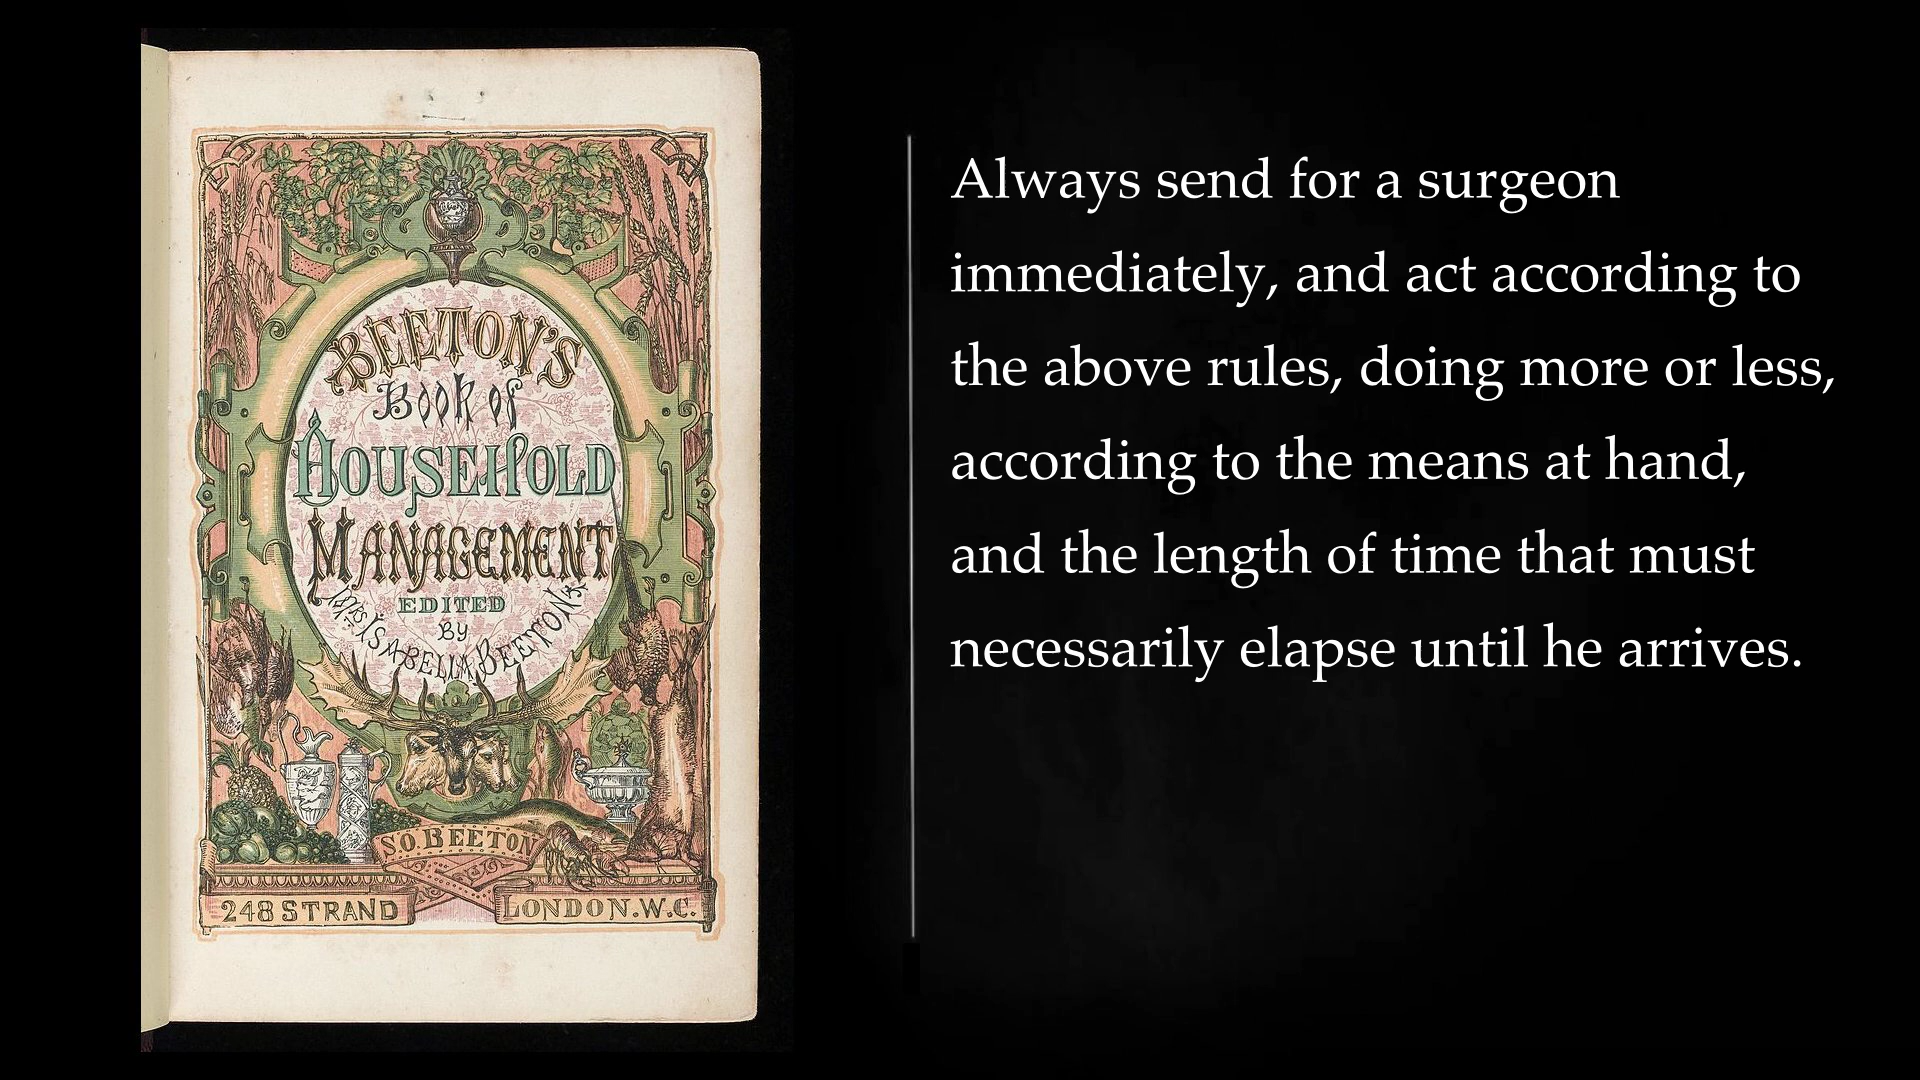 BEETON'S
Book of
HOUSEHOLD
MANAGEMENT
EDITED
BY
MRS ISABELLA BEETON
S.O. BEETON
248 STRAND
LONDON. W.C.
Always send for a surgeon
immediately, and act according to
the above rules, doing more or less,
according to the means at hand,
and the length of time that must
necessarily elapse until he arrives.